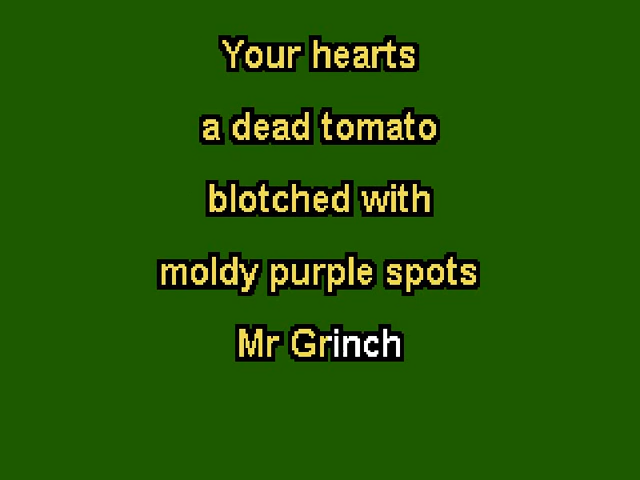 Your hearts
a dead tomato
blotched with
moldy purple spots
Mr Grinch